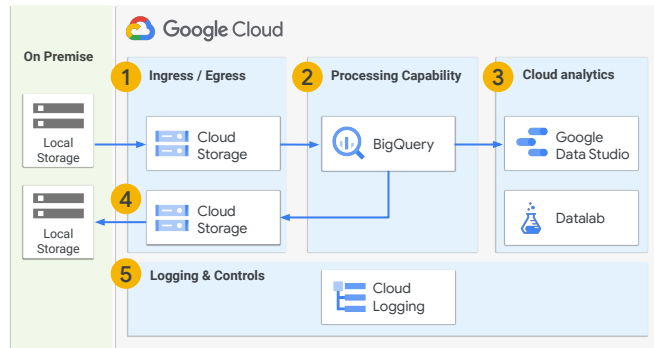 Google Cloud
On Premise
1
Ingress / Egress
2
Processing Capability
3
Cloud analytics
Local
Storage
Cloud
Storage
BigQuery
Google
Data Studio
Local
Storage
4
Cloud
Storage
Datalab
5
Logging & Controls
Cloud
Logging